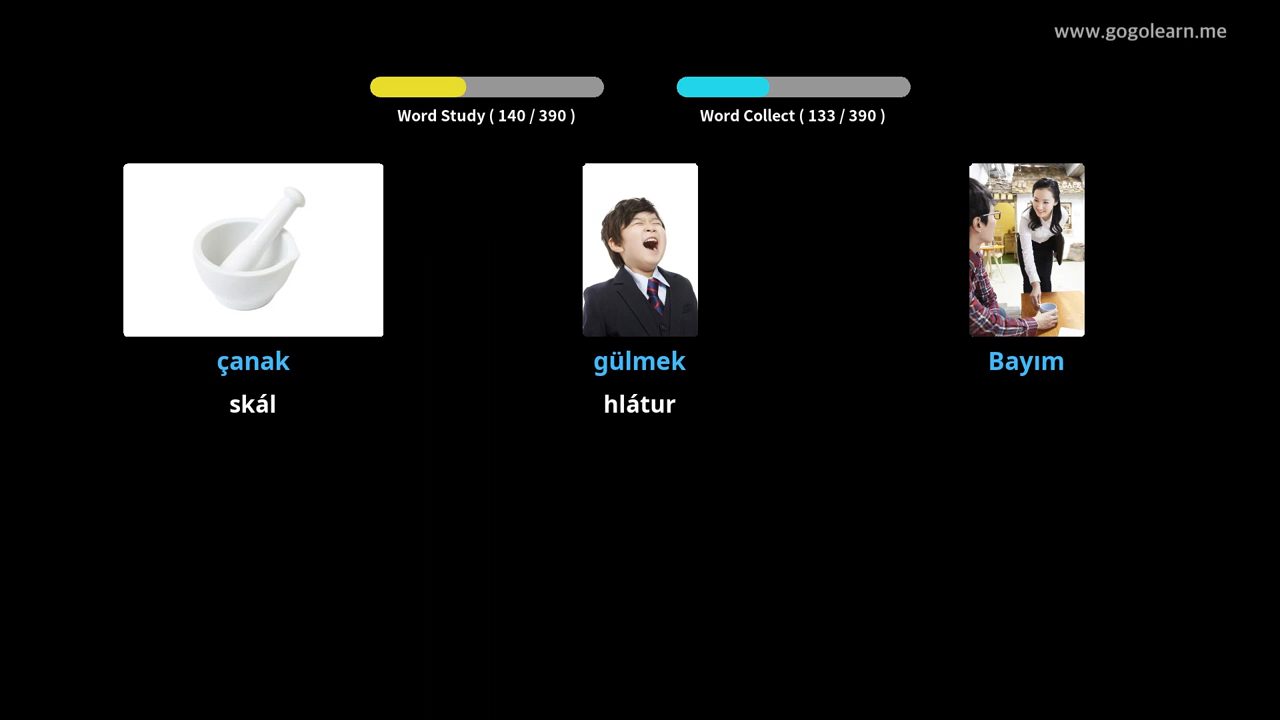 www.gogolearn.me
Word Study ( 140 / 390 )
Word Collect ( 133 / 390 )
çanak
gülmek
Bayım
skál
hlátur